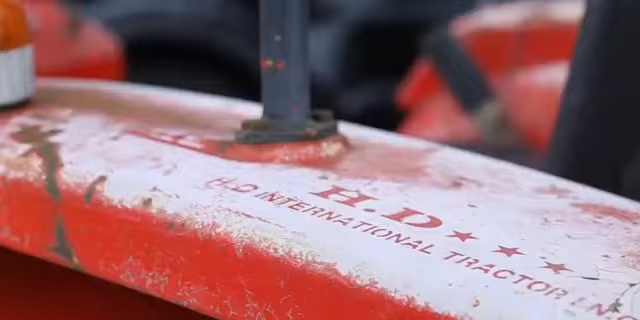 H.D ★ ★ ★
H.D INTERNATIONAL TRACTOR